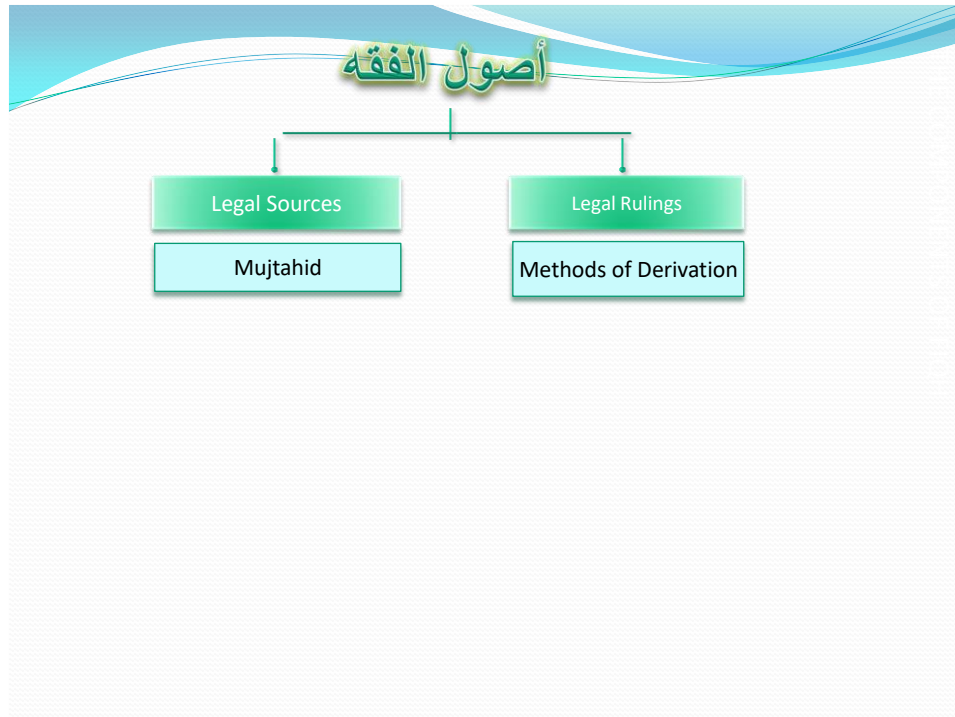 أصول الفقه
Legal Sources
Legal Rulings
Mujtahid
Methods of Derivation